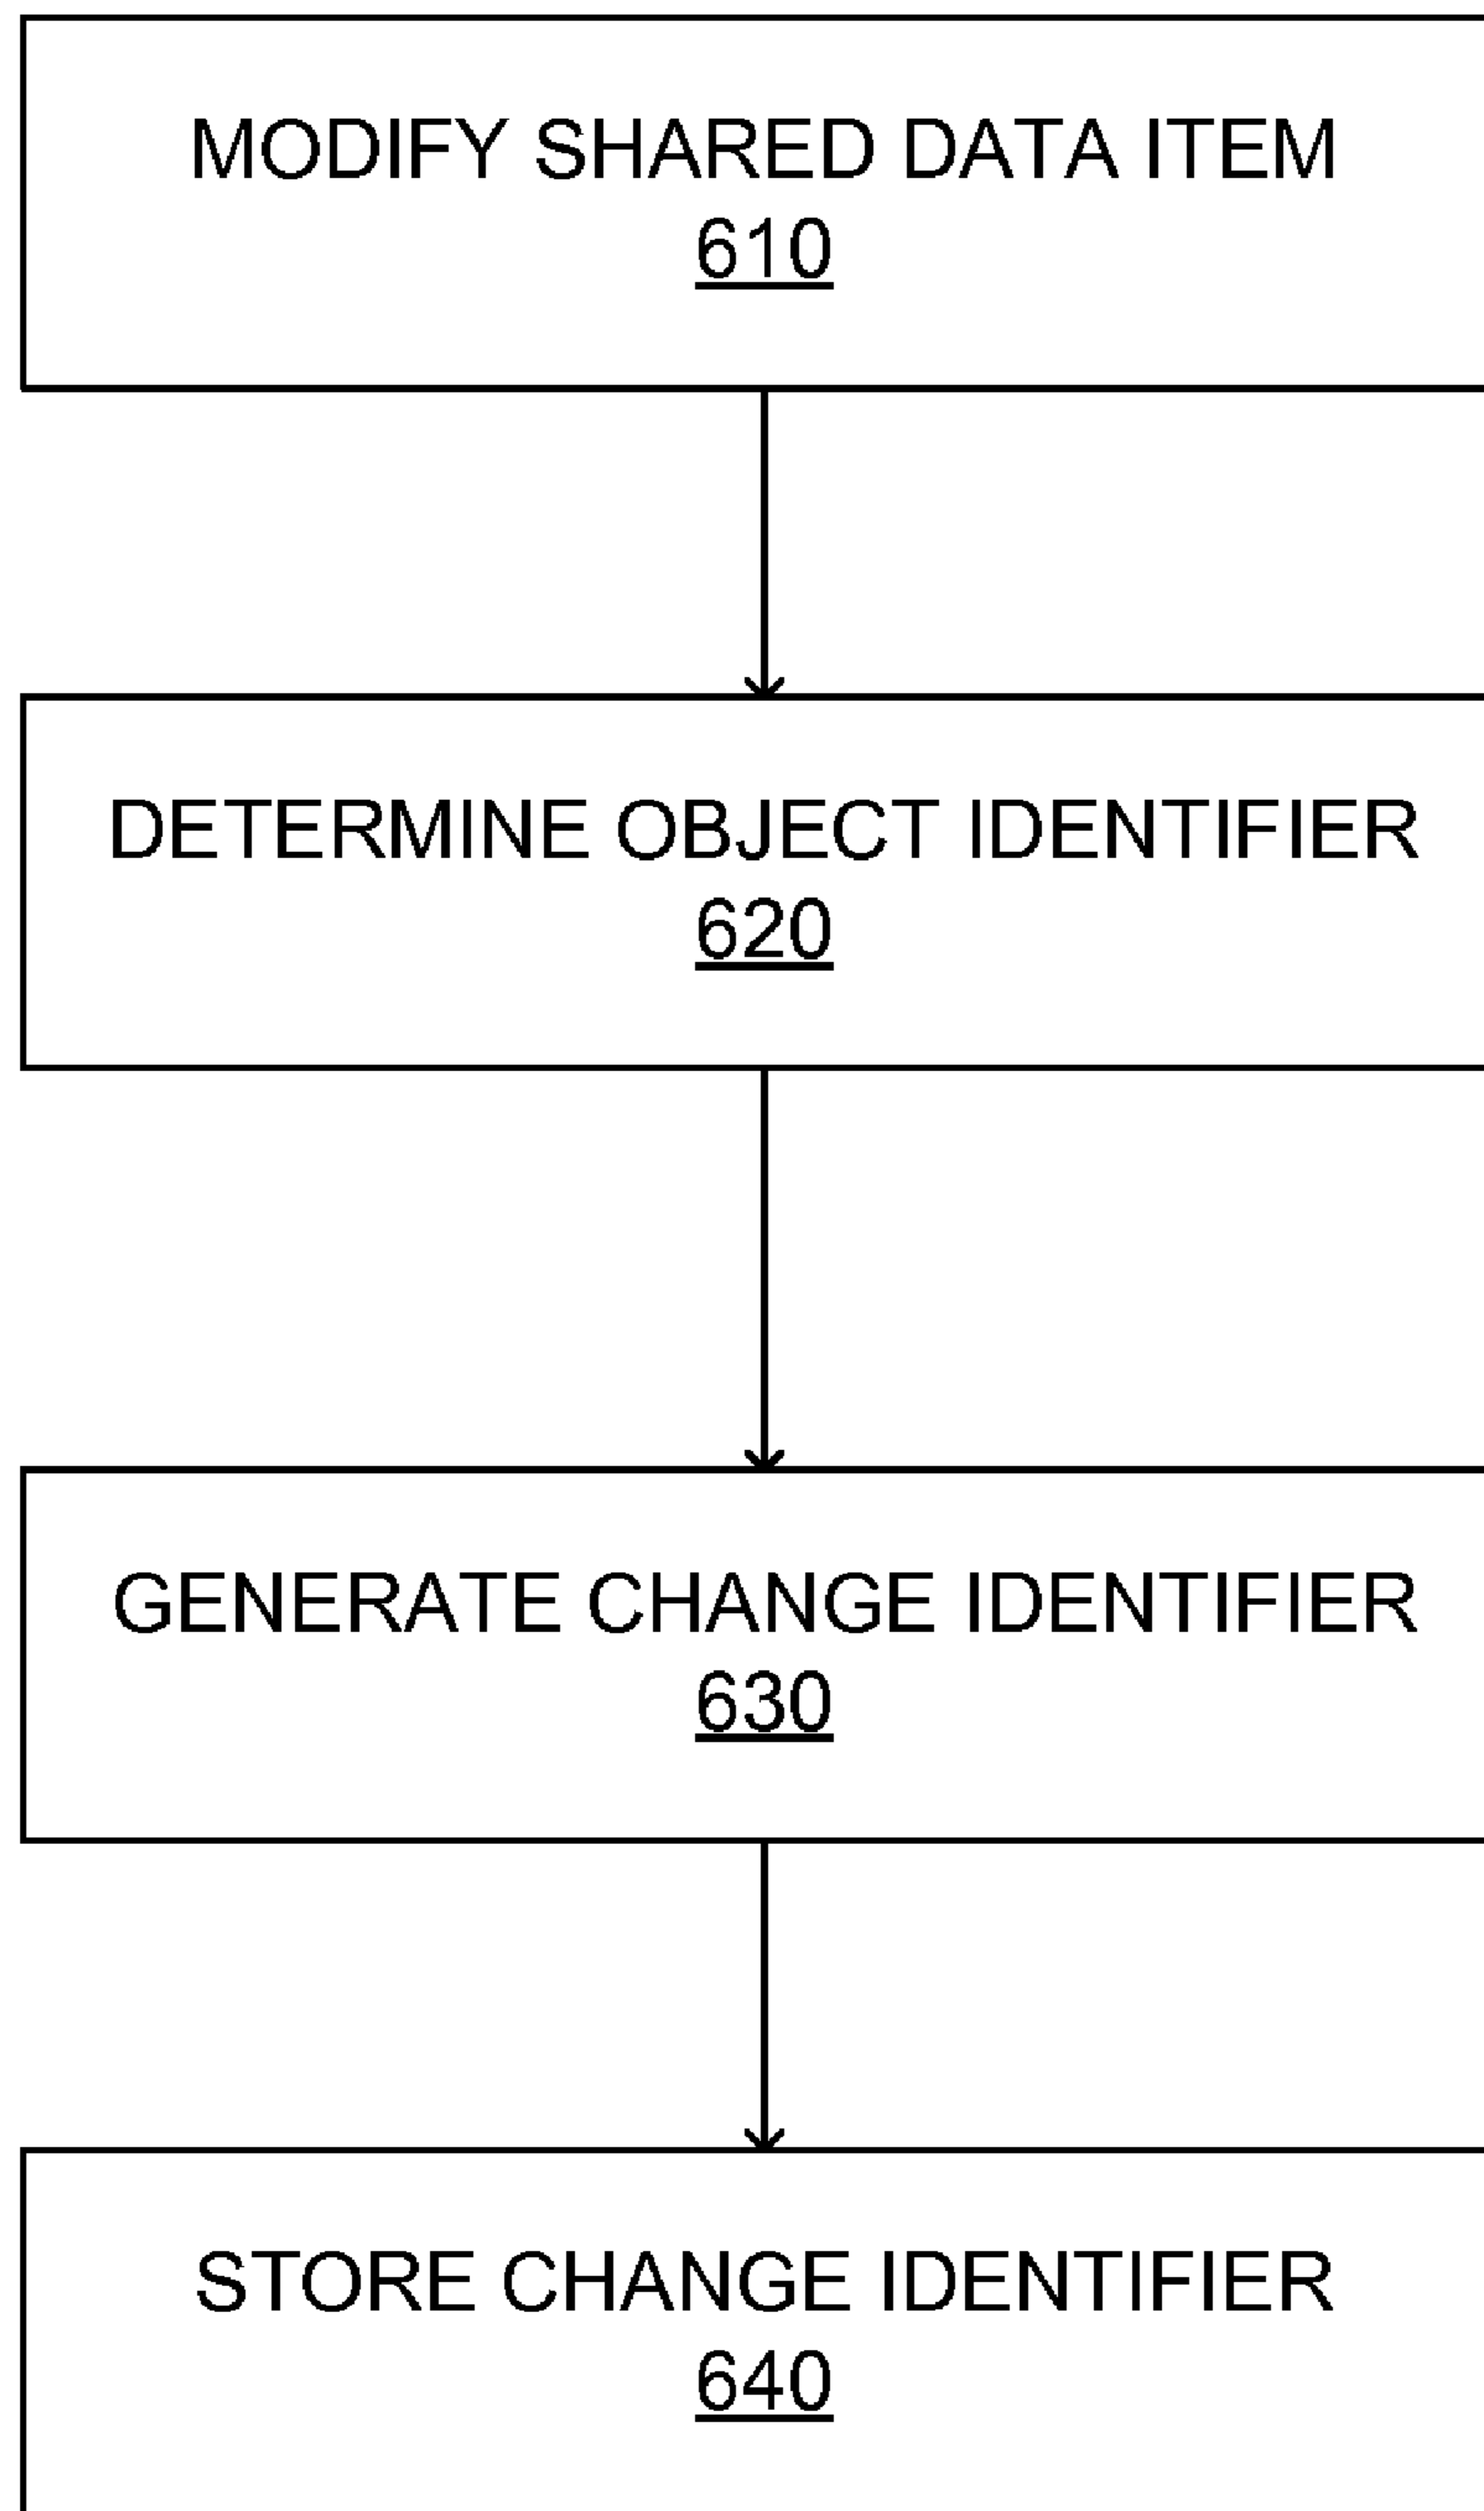 MODIFY SHARED DATA ITEM
610
DETERMINE OBJECT IDENTIFIER
620
GENERATE CHANGE IDENTIFIER
630
STORE CHANGE IDENTIFIER
640